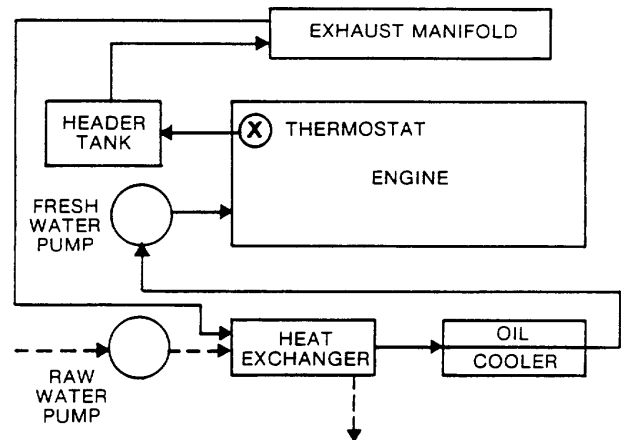 EXHAUST MANIFOLD
HEADER
TANK
X
THERMOSTAT
ENGINE
FRESH
WATER
PUMP
HEAT
EXCHANGER
OIL
COOLER
RAW
WATER
PUMP